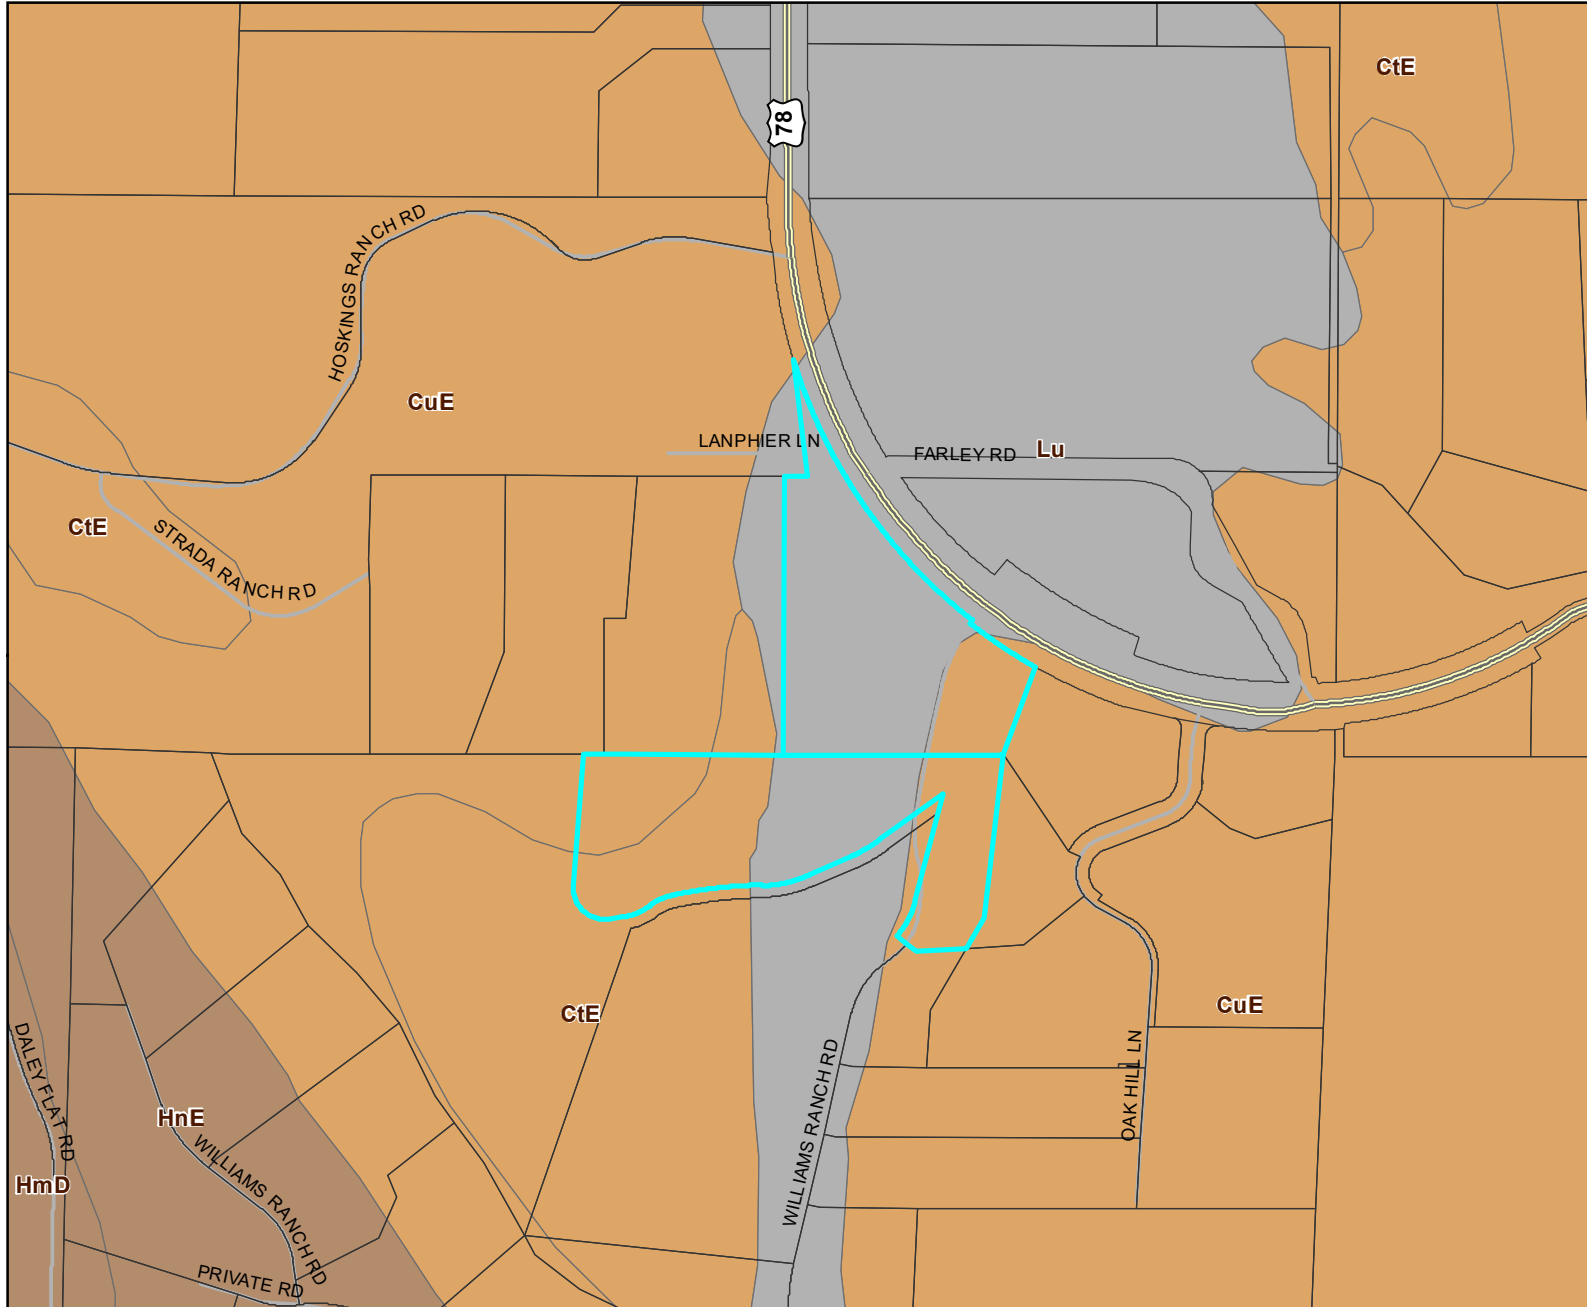 CtE
78
HOSKINGS RANCH RD
CuE
LANPHIER LN
FARLEY RD
Lu
CtE
STRADA RANCH RD
CtE
CuE
DALEY FLAT RD
HnE
WILLIAMS RANCH RD
OAK HILL LN
WILLIAMS RANCH RD
HmD
PRIVATE RD